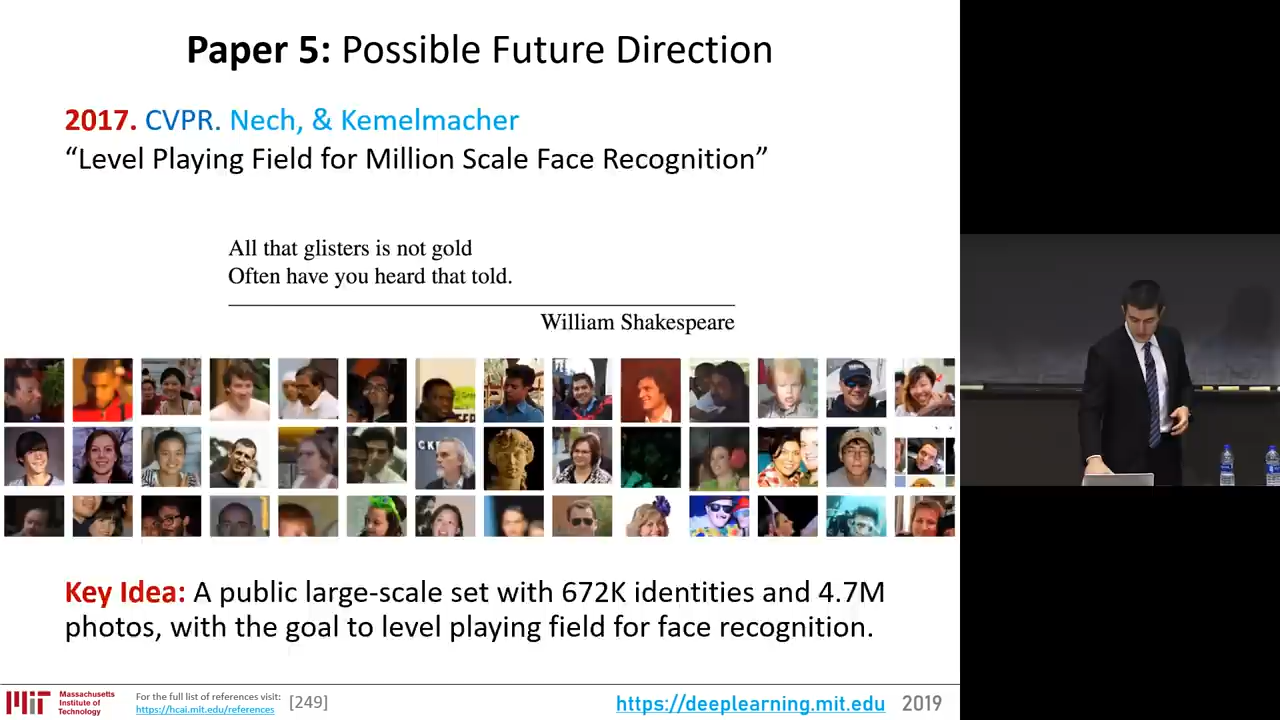 Paper 5: Possible Future Direction
2017. CVPR. Nech, & Kemelmacher
“Level Playing Field for Million Scale Face Recognition”
All that glisters is not gold
Often have you heard that told.
William Shakespeare
Key Idea: A public large-scale set with 672K identities and 4.7M
photos, with the goal to level playing field for face recognition.
MIT
Massachusetts
Institute of
Technology
For the full list of references visit:
https://hcai.mit.edu/references
[249]
https://deeplearning.mit.edu 2019